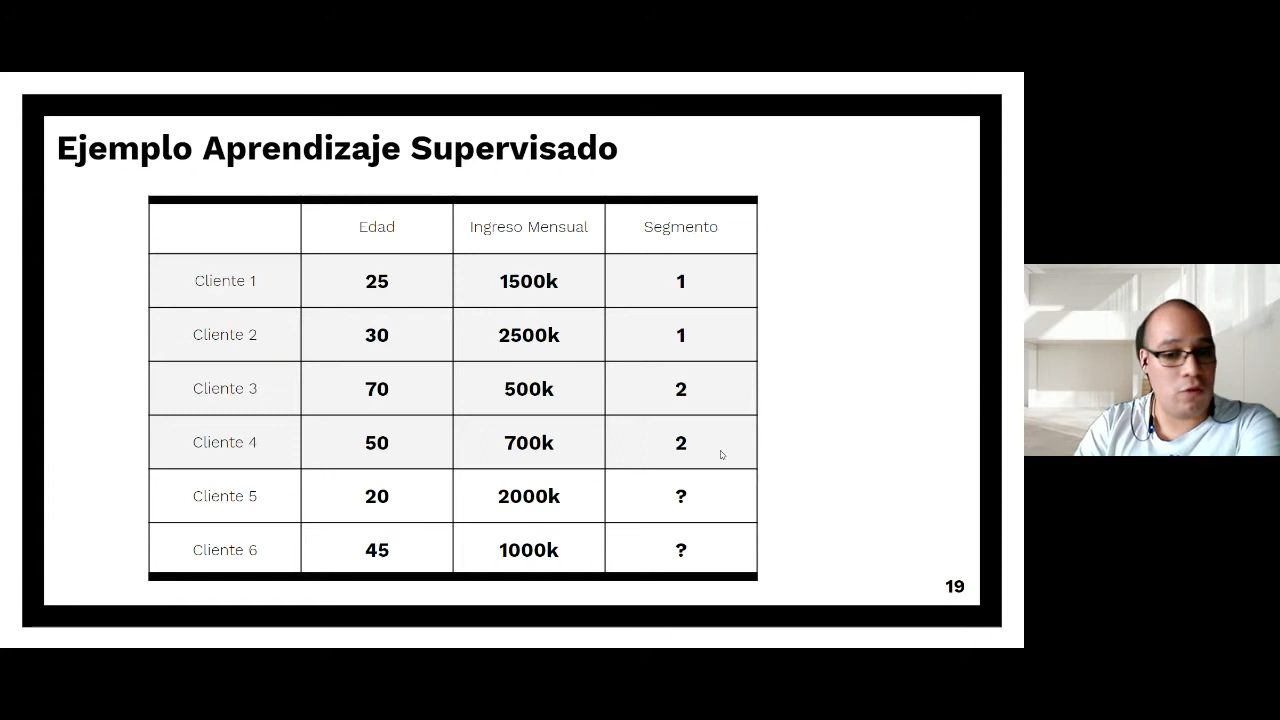 Ejemplo Aprendizaje Supervisado
Edad Ingreso Mensual Segmento
Cliente 1 25 1500k 1
Cliente 2 30 2500k 1
Cliente 3 70 500k 2
Cliente 4 50 700k 2
Cliente 5 20 2000k ?
Cliente 6 45 1000k ?
19